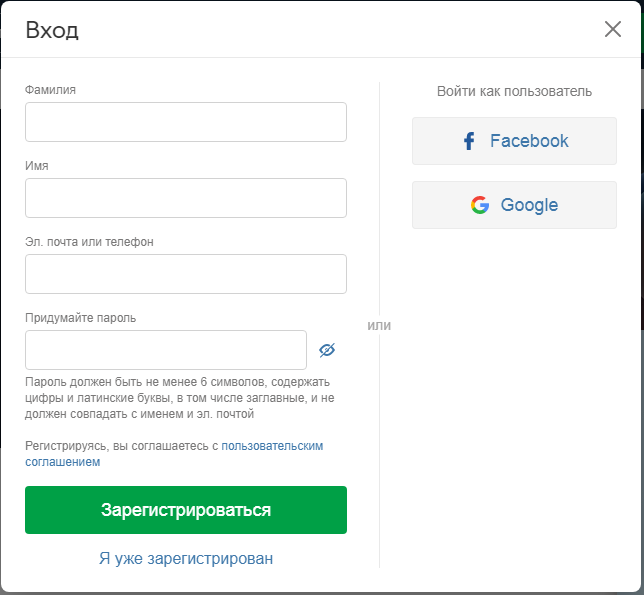 Вход
Фамилия
Имя
Эл. почта или телефон
Придумайте пароль
Пароль должен быть не менее 6 символов, содержать
цифры и латинские буквы, в том числе заглавные, и не
должен совпадать с именем и эл. почтой
Регистрируясь, вы соглашаетесь с пользовательским
соглашением
Зарегистрироваться
Я уже зарегистрирован
или
Войти как пользователь
Facebook
Google